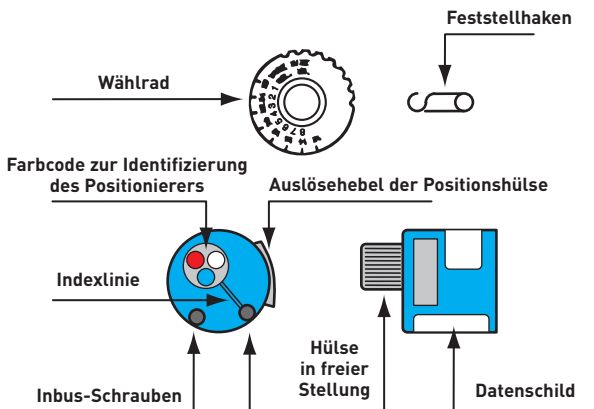 Feststellhaken
Wählrad
Farbcode zur Identifizierung
des Positionierers
Auslösehebel der Positionshülse
Indexlinie
Hülse
in freier
Stellung
Inbus-Schrauben
Datenschild